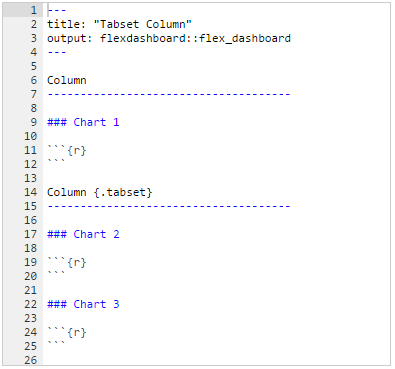 1 ---
2 title: "Tabset Column"
3 output: flexdashboard::flex_dashboard
4 ---
5
6 Column
7 -------------------------------------
8
9 ### Chart 1
10
11 ```{r}
12 ```
13
14 Column {.tabset}
15 -------------------------------------
16
17 ### Chart 2
18
19 ```{r}
20 ```
21
22 ### Chart 3
23
24 ```{r}
25 ```
26